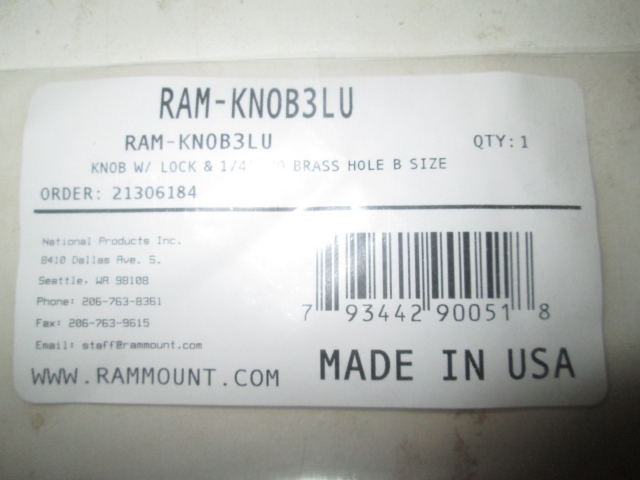 RAM-KNOB3LU
RAM-KNOB3LU QTY: 1
KNOB W/ LOCK & 1/4" BRASS HOLE B SIZE
ORDER: 21306184
National Products Inc.
8410 Dallas Ave. S.
Seattle, WA 98108
Phone: 206-763-8361
Fax: 206-763-9615
Email: staff@rammount.com
WWW.RAMMOUNT.COM
7 93442 90051 8
MADE IN USA